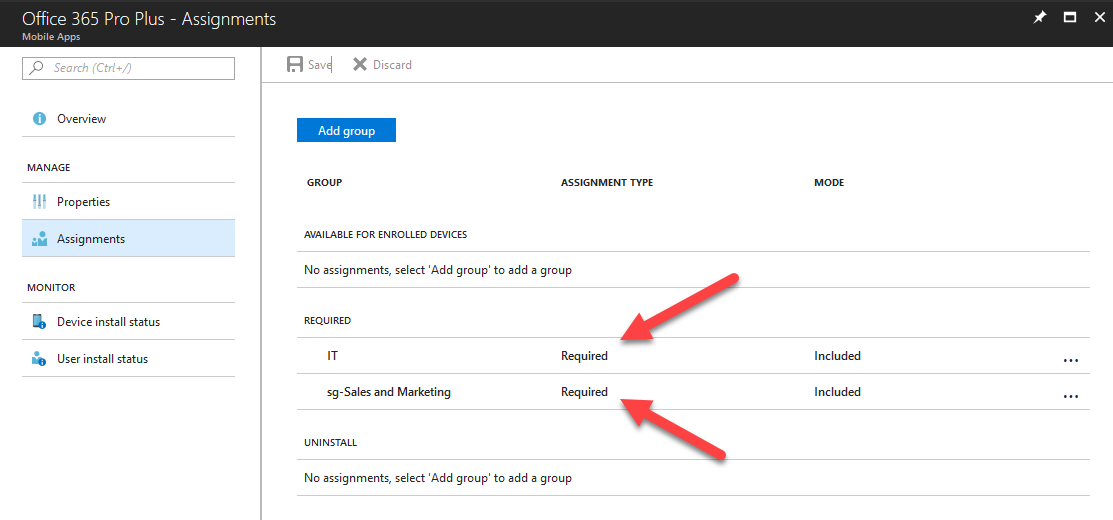 Office 365 Pro Plus - Assignments
Mobile Apps
Search (Ctrl+/)
Overview
MANAGE
Properties
Assignments
MONITOR
Device install status
User install status
Save
Discard
Add group
GROUP ASSIGNMENT TYPE MODE
AVAILABLE FOR ENROLLED DEVICES
No assignments, select 'Add group' to add a group
REQUIRED
IT Required Included ...
sg-Sales and Marketing Required Included ...
UNINSTALL
No assignments, select 'Add group' to add a group